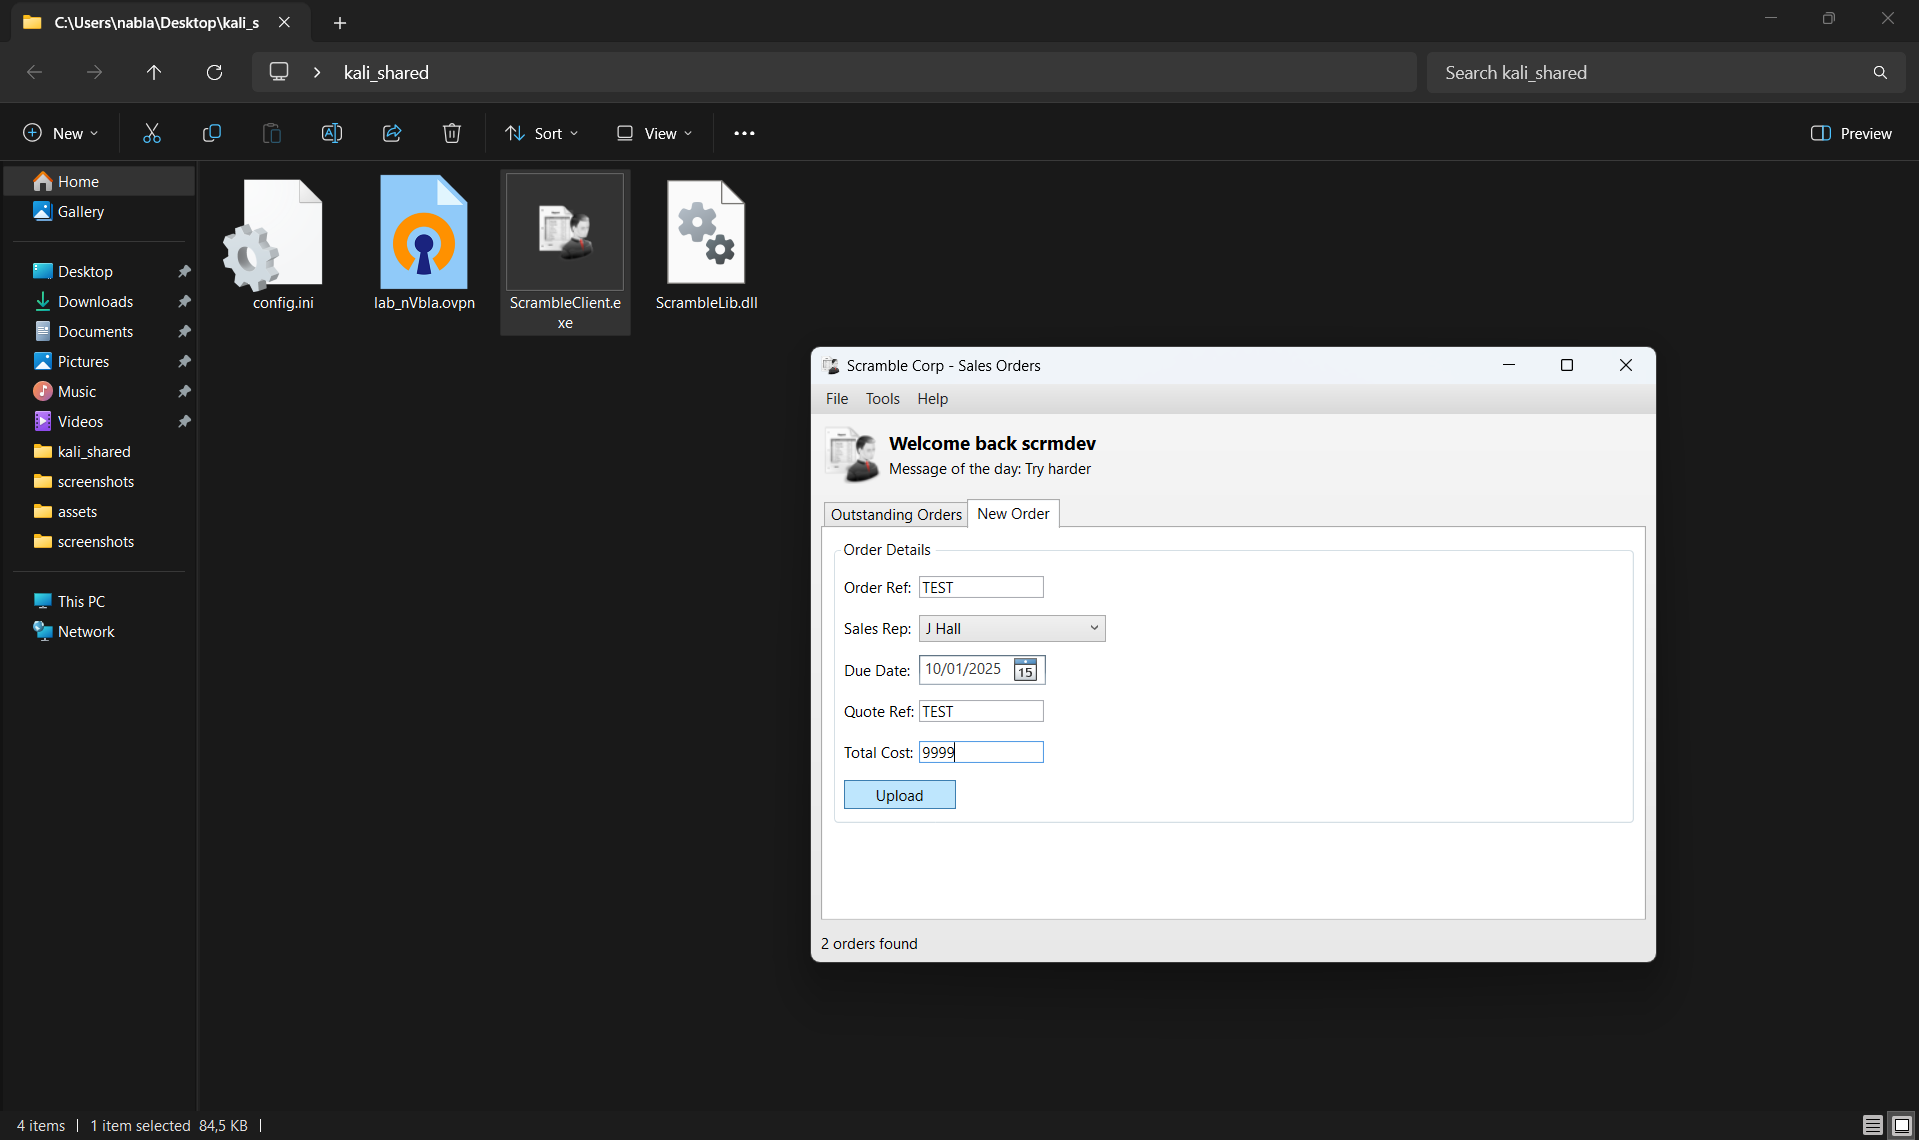 C:\Users\nabla\Desktop\kali_s
kali_shared
Search kali_shared
New
Sort
View
Preview
Home
Gallery
Desktop
Downloads
Documents
Pictures
Music
Videos
kali_shared
screenshots
assets
screenshots
This PC
Network
config.ini
lab_nVbla.ovpn
ScrambleClient.e
xe
ScrambleLib.dll
Scramble Corp - Sales Orders
File Tools Help
Welcome back scrmdev
Message of the day: Try harder
Outstanding Orders New Order
Order Details
Order Ref: TEST
Sales Rep: J Hall
Due Date: 10/01/2025 15
Quote Ref: TEST
Total Cost: 9999
Upload
2 orders found
4 items 1 item selected 84,5 KB